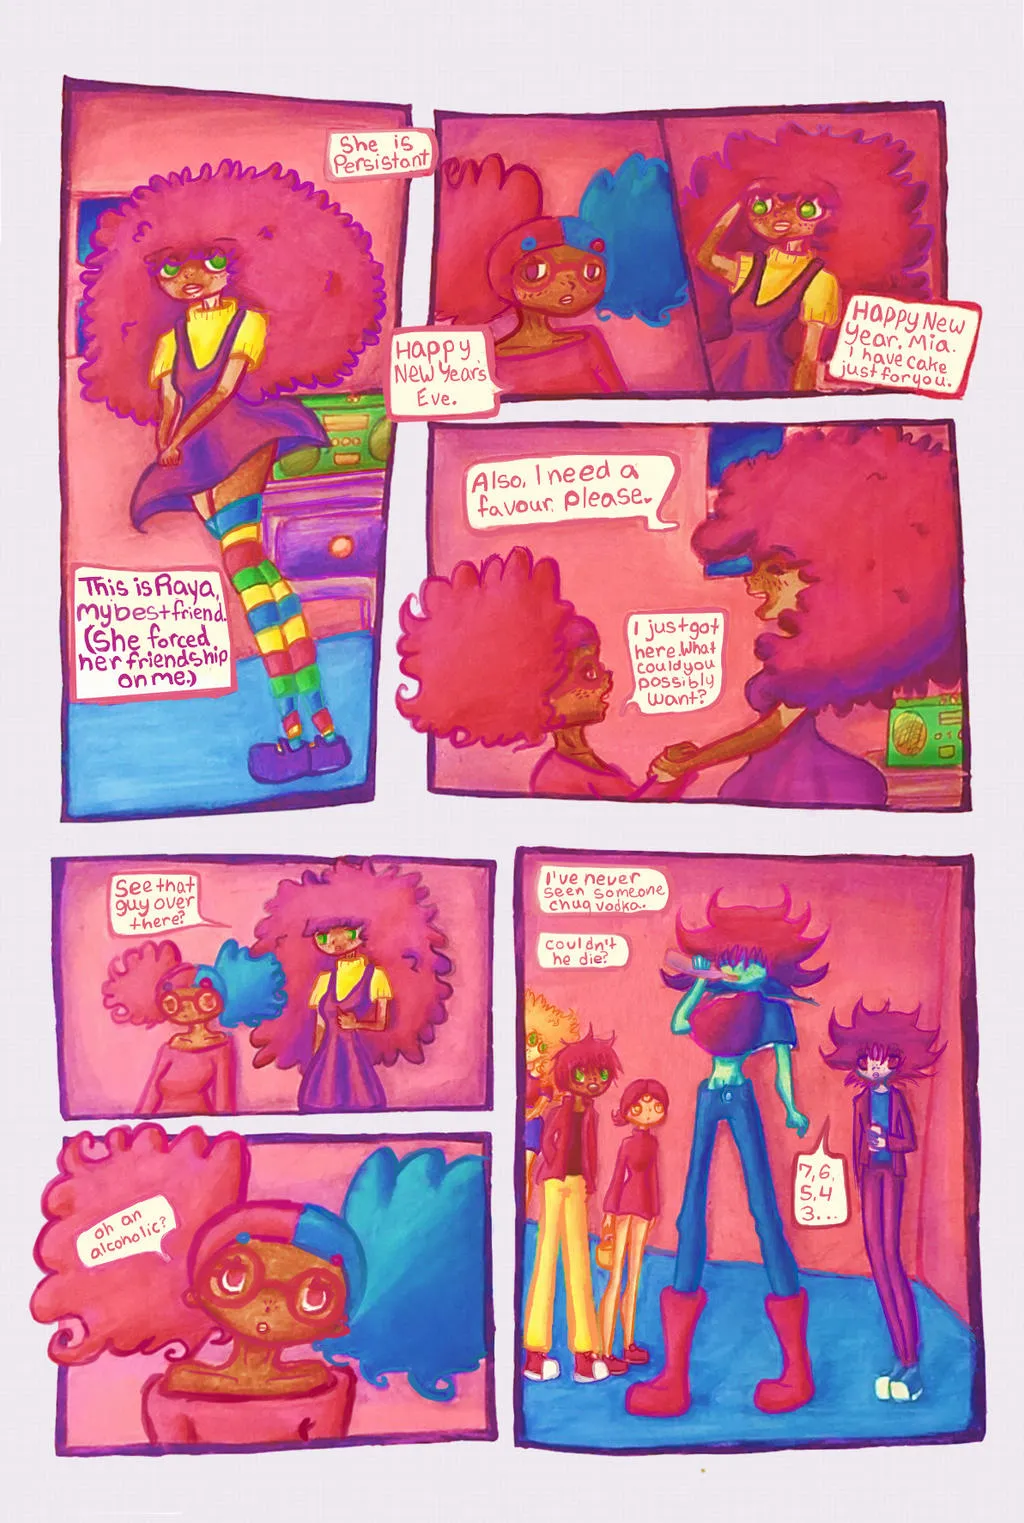 She is
Persistant
This is Raya,
my best friend.
(She forced
her friendship
on me.)
Happy
New Year's
Eve.
Happy New
Year, Mia.
I have cake
just for you.
Also, I need a
favour please.
I just got
here. What
could you
possibly
want?
See that
guy over
there?
oh an
alcoholic?
I've never
seen someone
chug vodka.
couldn't
he die?
7, 6,
5, 4
3...